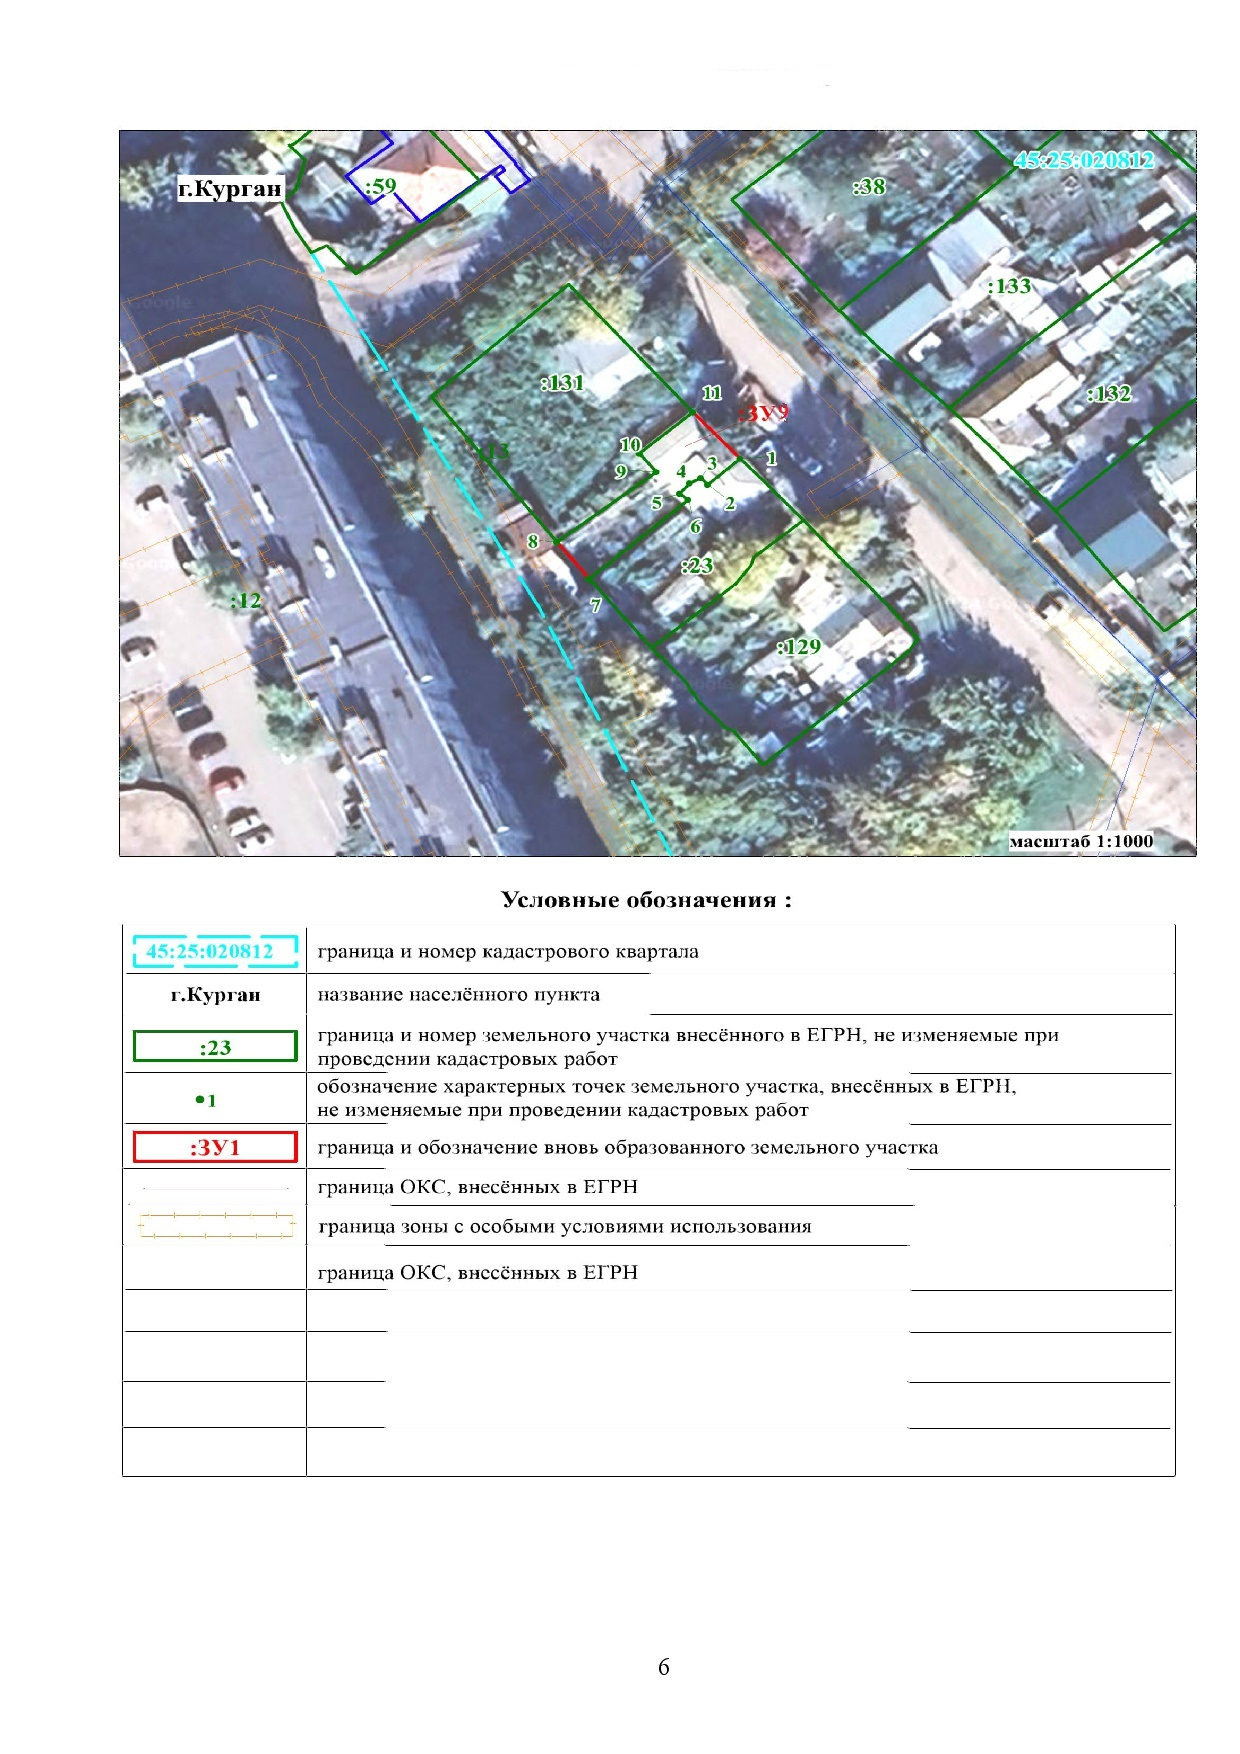 45:25:020812
г.Курган
:59
:38
:133
Google
:131
:132
11
:ЗУ9
10
:13
9
4
3
1
5
2
6
8
:23
7
:12
:129
масштаб 1:1000
Условные обозначения :
45:25:020812 граница и номер кадастрового квартала
г.Курган название населённого пункта
:23 граница и номер земельного участка внесённого в ЕГРН, не изменяемые при
проведении кадастровых работ
1 обозначение характерных точек земельного участка, внесённых в ЕГРН,
не изменяемые при проведении кадастровых работ
:ЗУ1 граница и обозначение вновь образованного земельного участка
граница ОКС, внесённых в ЕГРН
граница зоны с особыми условиями использования
граница ОКС, внесённых в ЕГРН
6